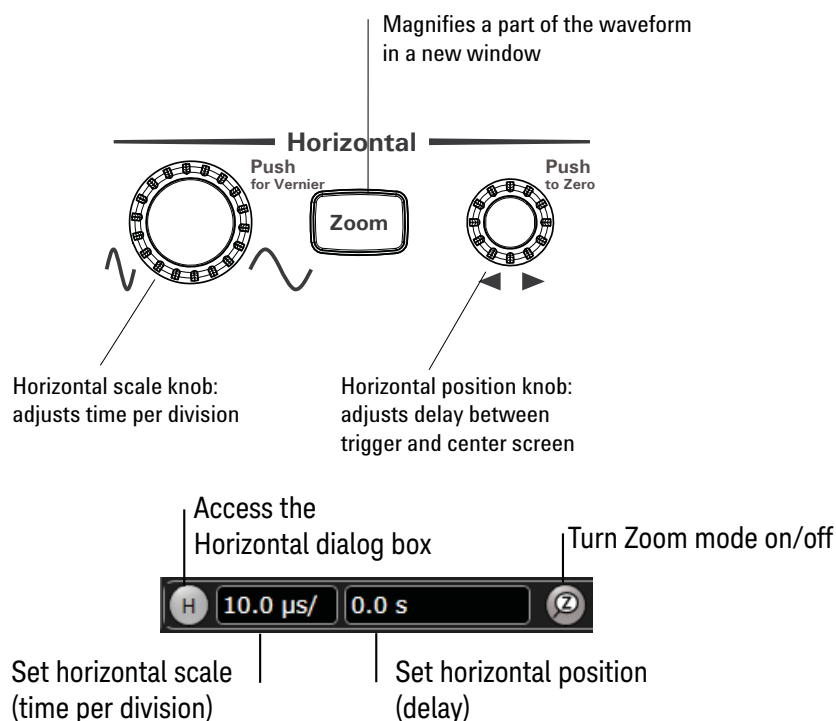 Magnifies a part of the waveform
in a new window
Horizontal
Push
for Vernier
Zoom
Push
to Zero
Horizontal scale knob:
adjusts time per division
Horizontal position knob:
adjusts delay between
trigger and center screen
Access the
Horizontal dialog box
Turn Zoom mode on/off
H 10.0 µs/ 0.0 s Z
Set horizontal scale
(time per division)
Set horizontal position
(delay)